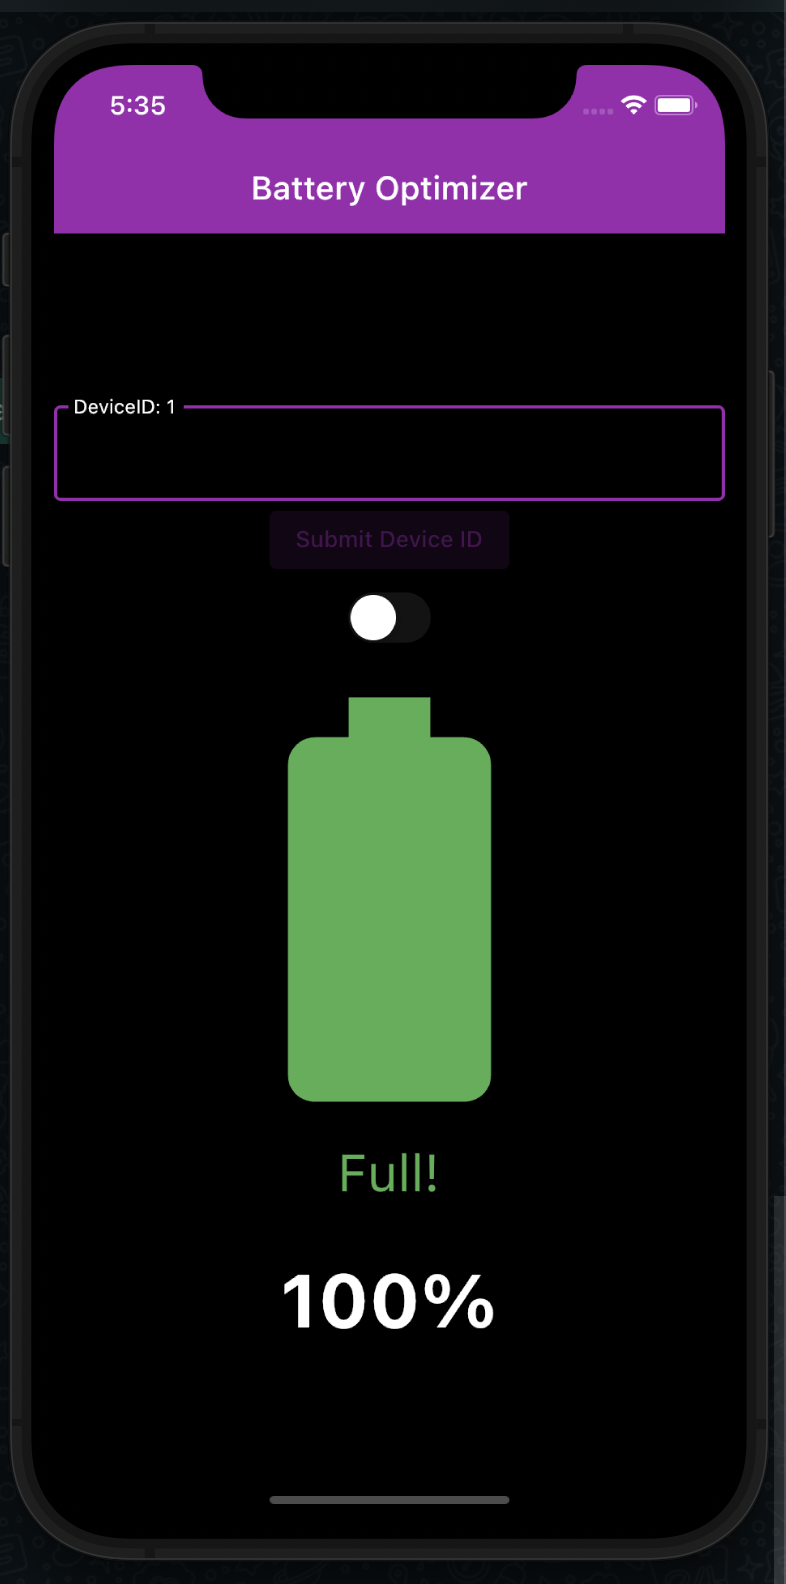 5:35
Battery Optimizer
DeviceID: 1
Submit Device ID
Full!
100%